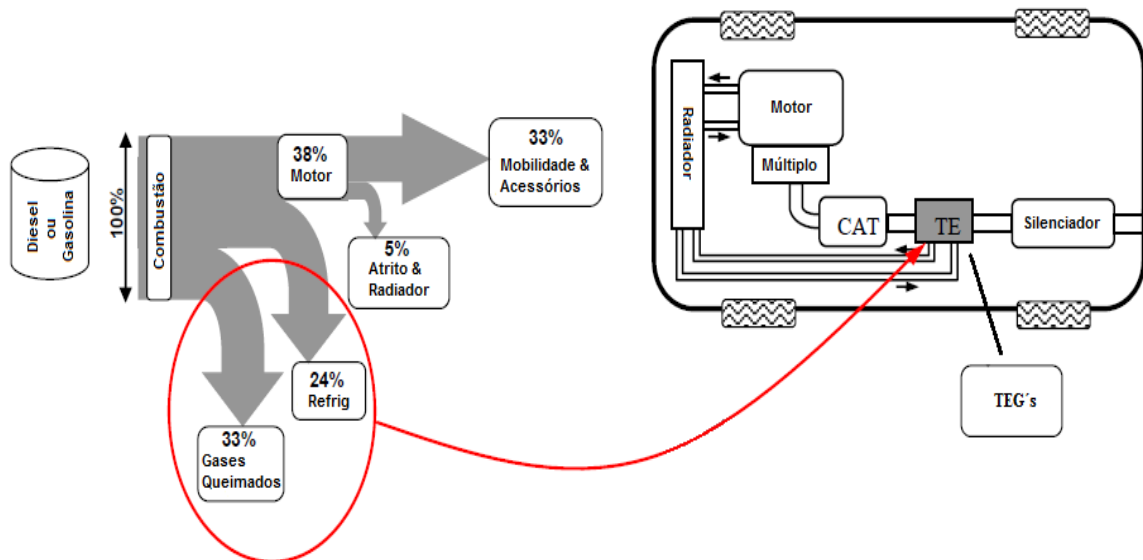 Diesel
ou
Gasolina
100%
Combustão
38%
Motor
33%
Mobilidade &
Acessórios
5%
Atrito &
Radiador
24%
Refrig
33%
Gases
Queimados
Radiador
Motor
Múltiplo
CAT
TE
Silenciador
TEG´s